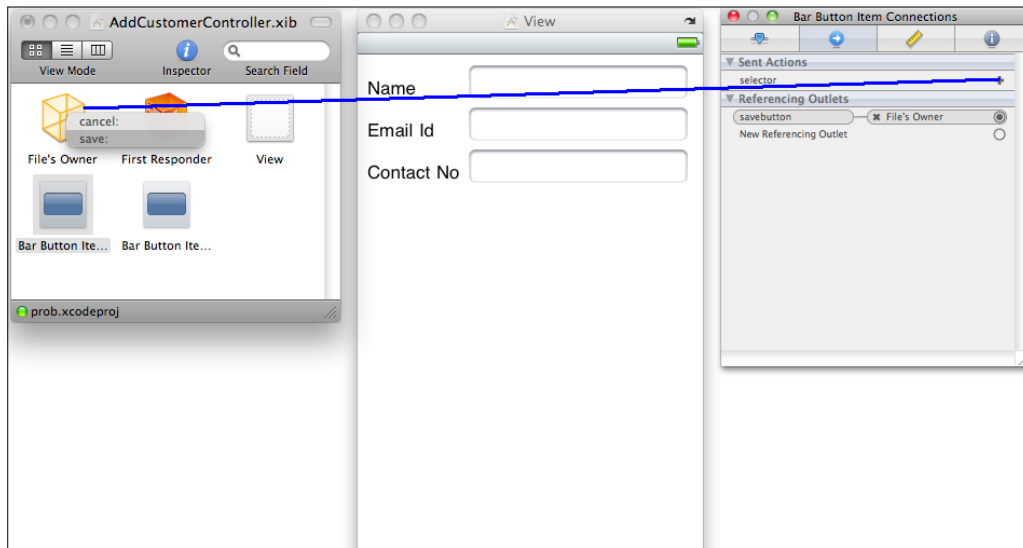 AddCustomerController.xib
View Mode
Inspector
Search Field
cancel:
save:
File's Owner
First Responder
View
Bar Button Ite...
Bar Button Ite...
prob.xcodeproj
View
Name
Email Id
Contact No
Bar Button Item Connections
Sent Actions
selector
Referencing Outlets
savebutton
File's Owner
New Referencing Outlet